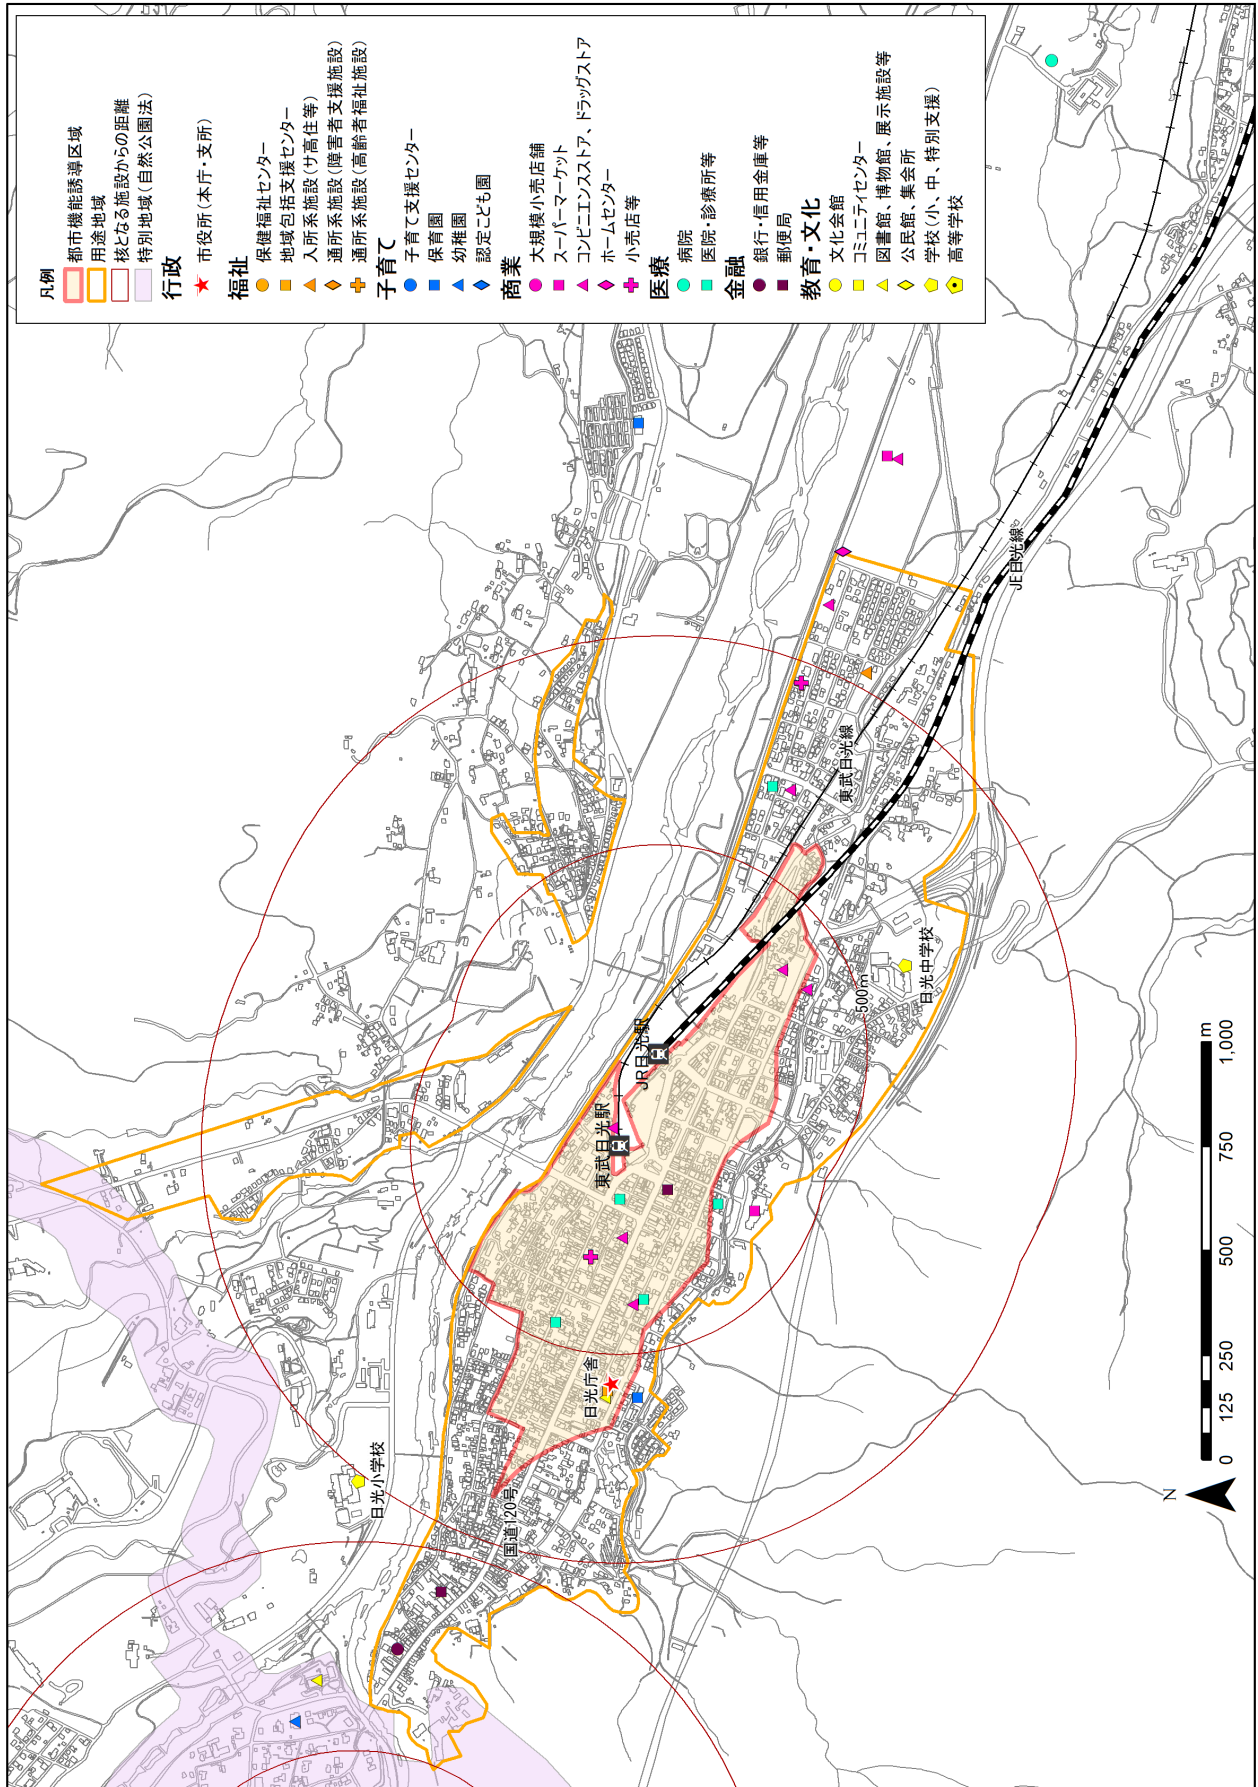 凡例
都市機能誘導区域
用途地域
核となる施設からの距離
特別地域(自然公園法)
行政
市役所(本庁・支所)
福祉
保健福祉センター
地域包括支援センター
入所系施設(サ高住等)
通所系施設(障害者支援施設)
通所系施設(高齢者福祉施設)
子育て
子育て支援センター
保育園
幼稚園
認定こども園
商業
大規模小売店舗
スーパーマーケット
コンビニエンスストア、ドラッグストア
ホームセンター
小売店等
医療
病院
医院・診療所等
金融
銀行・信用金庫等
郵便局
教育・文化
文化会館
コミュニティセンター
図書館、博物館、展示施設等
公民館、集会所
学校(小、中、特別支援)
高等学校
日光小学校
国道120号
日光庁舎
東武日光駅
JR日光駅
500m
日光中学校
東武日光線
JR日光線
N
0 125 250 500 750 1,000
m